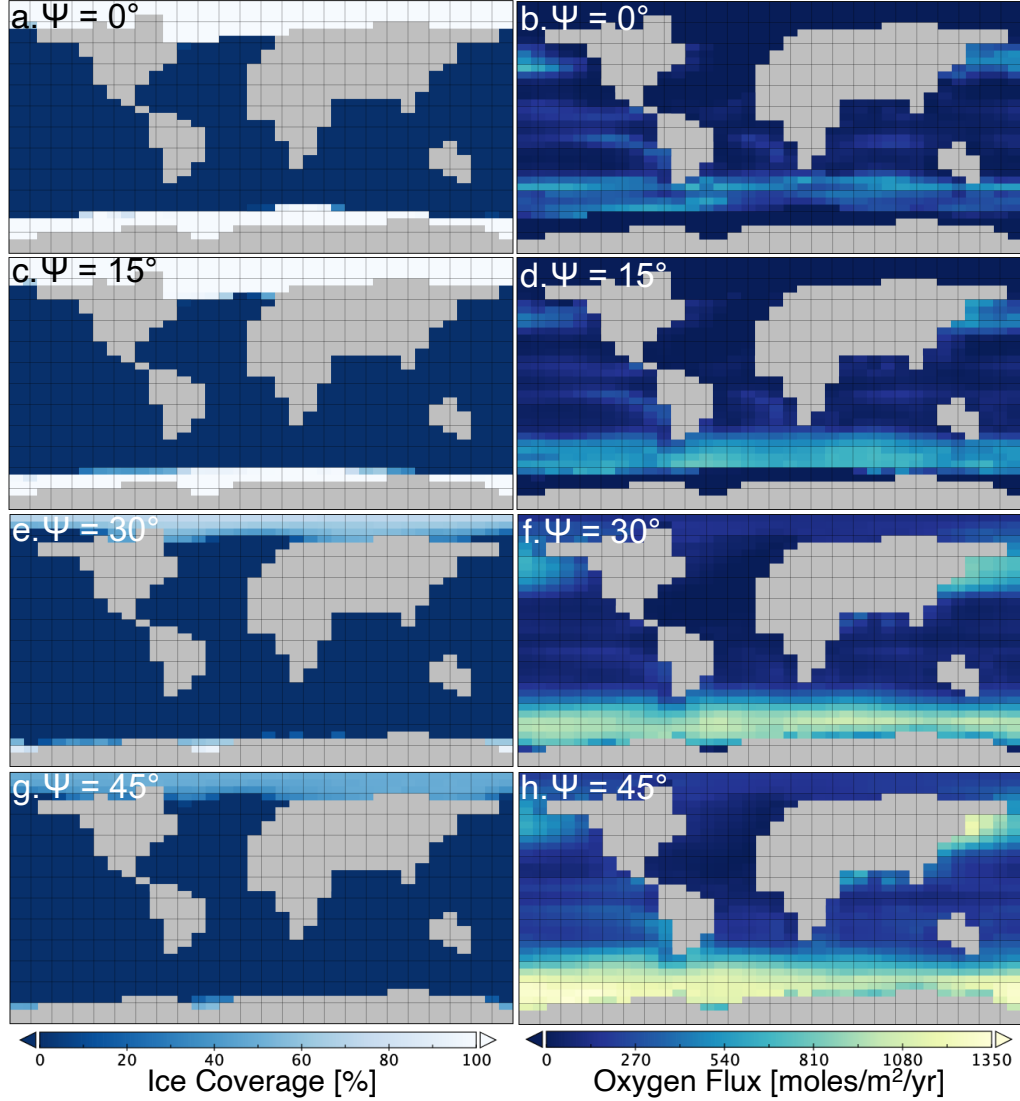 a. Ψ = 0°
b. Ψ = 0°
c. Ψ = 15°
d. Ψ = 15°
e. Ψ = 30°
f. Ψ = 30°
g. Ψ = 45°
h. Ψ = 45°
0 20 40 60 80 100
Ice Coverage [%]
0 270 540 810 1080 1350
Oxygen Flux [moles/m²/yr]